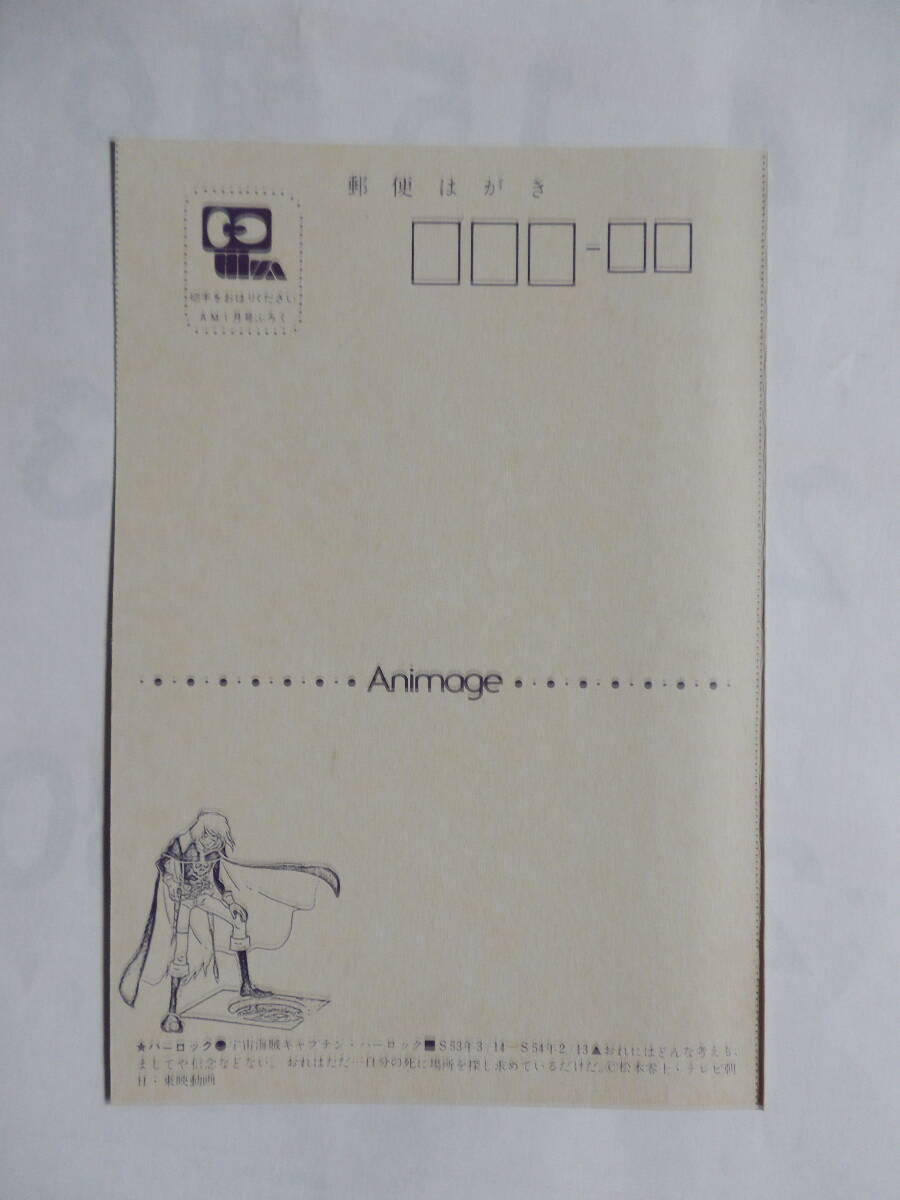 郵便はがき
切手をおはりください
AM1月号ふろく
Animage
★ハーロック●宇宙海賊キャプテン・ハーロック■S53年3/14―S54年2/13▲おれにはどんな考えも、
ましてや信念などない。おれはただ…自分の死に場所を探し求めているだけだ。©松本零士・テレビ朝
日・東映動画